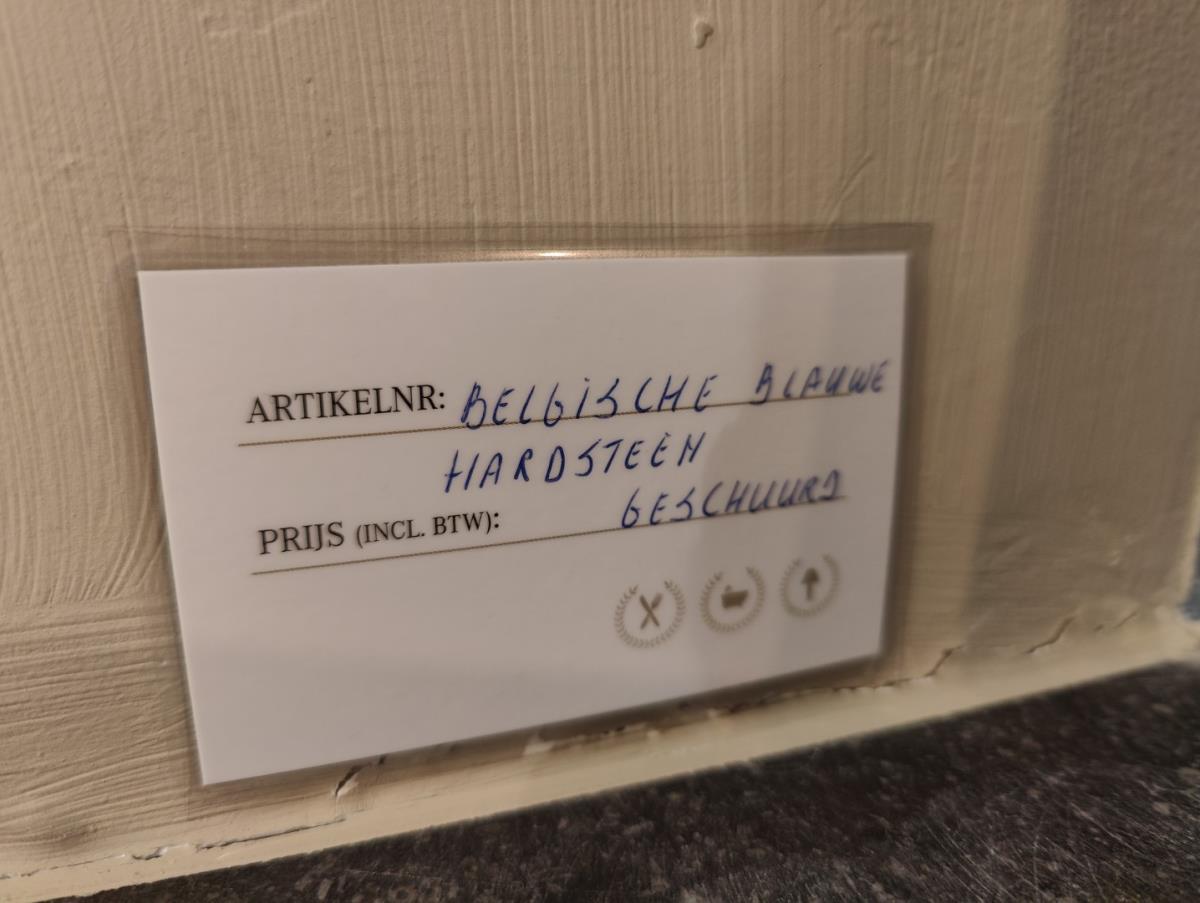 ARTIKELNR: BELGISCHE BLAUWE
HARDSTEEN
PRIJS (INCL. BTW): GESCHUURD